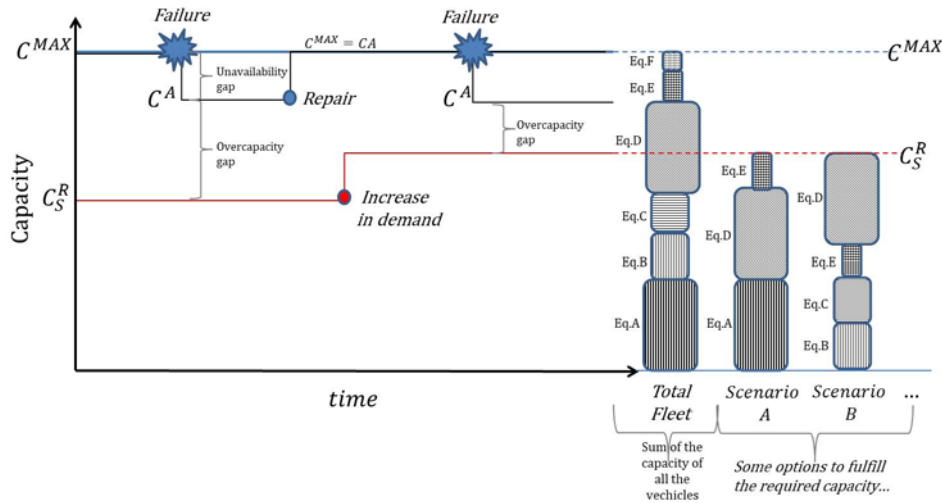 Failure
Failure
C^MAX
C^MAX = CA
C^MAX
Unavailability
gap
C^A
Repair
C^A
Overcapacity
gap
Overcapacity
gap
C_S^R
C_S^R
Increase
in demand
Capacity
time
Eq.F
Eq.E
Eq.D
Eq.C
Eq.B
Eq.A
Eq.E
Eq.D
Eq.A
Eq.D
Eq.E
Eq.C
Eq.B
Total
Fleet
Scenario
A
Scenario
B
...
Sum of the
capacity of
all the
vechicles
Some options to fulfill
the required capacity...